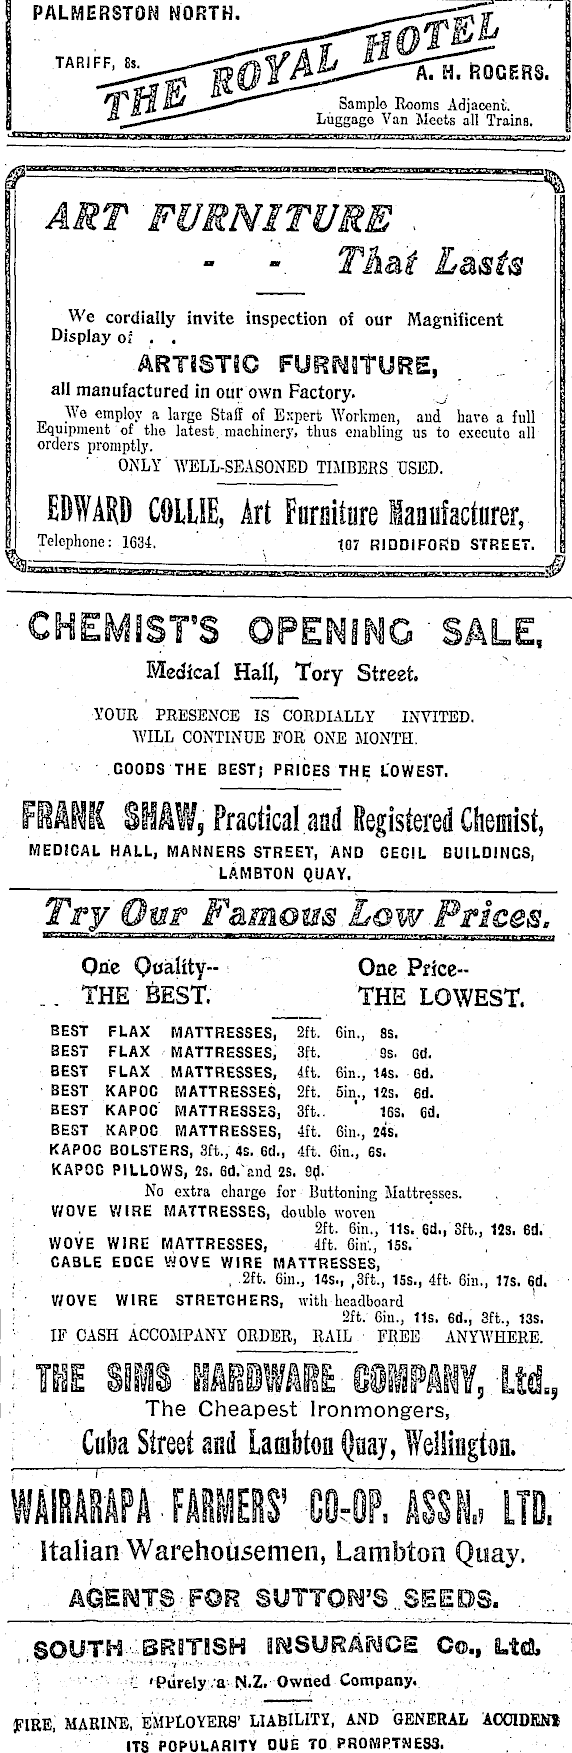 PALMERSTON NORTH.
TARIFF, 8s.
THE ROYAL HOTEL
A. H. ROGERS.
Sample Rooms Adjacent.
Luggage Van Meets all Trains.
ART FURNITURE
- - That Lasts
We cordially invite inspection of our Magnificent
Display of . .
ARTISTIC FURNITURE,
all manufactured in our own Factory.
We employ a large Staff of Expert Workmen, and have a full
Equipment of the latest machinery, thus enabling us to execute all
orders promptly.
ONLY WELL-SEASONED TIMBERS USED.
EDWARD COLLIE, Art Furniture Manufacturer,
Telephone: 1634. 107 RIDDIFORD STREET.
CHEMIST'S OPENING SALE,
Medical Hall, Tory Street.
YOUR PRESENCE IS CORDIALLY INVITED.
WILL CONTINUE FOR ONE MONTH.
GOODS THE BEST; PRICES THE LOWEST.
FRANK SHAW, Practical and Registered Chemist,
MEDICAL HALL, MANNERS STREET, AND CECIL BUILDINGS,
LAMBTON QUAY.
Try Our Famous Low Prices.
One Quality-- One Price--
THE BEST. THE LOWEST.
BEST FLAX MATTRESSES, 2ft. 6in., 8s.
BEST FLAX MATTRESSES, 3ft. 9s. 6d.
BEST FLAX MATTRESSES, 4ft. 6in., 14s. 6d.
BEST KAPOC MATTRESSES, 2ft. 5in., 12s. 6d.
BEST KAPOC MATTRESSES, 3ft.. 16s. 6d.
BEST KAPOC MATTRESSES, 4ft. 6in., 24s.
KAPOC BOLSTERS, 3ft., 4s. 6d., 4ft. 6in., 6s.
KAPOC PILLOWS, 2s. 6d. and 2s. 9d.
No extra charge for Buttoning Mattresses.
WOVE WIRE MATTRESSES, double woven
2ft. 6in., 11s. 6d., 3ft., 12s. 6d.
WOVE WIRE MATTRESSES, 4ft. 6in., 15s.
CABLE EDGE WOVE WIRE MATTRESSES,
2ft. 6in., 14s., 3ft., 15s., 4ft. 6in., 17s. 6d.
WOVE WIRE STRETCHERS, with headboard
2ft. 6in., 11s. 6d., 3ft., 13s.
IF CASH ACCOMPANY ORDER, RAIL FREE ANYWHERE.
THE SIMS HARDWARE COMPANY, Ltd.,
The Cheapest Ironmongers,
Cuba Street and Lambton Quay, Wellington.
WAIRARAPA FARMERS' CO-OP. ASSN., LTD.
Italian Warehousemen, Lambton Quay.
AGENTS FOR SUTTON'S SEEDS.
SOUTH BRITISH INSURANCE Co., Ltd.
Purely a N.Z. Owned Company.
FIRE, MARINE, EMPLOYERS' LIABILITY, AND GENERAL ACCIDENT
ITS POPULARITY DUE TO PROMPTNESS.